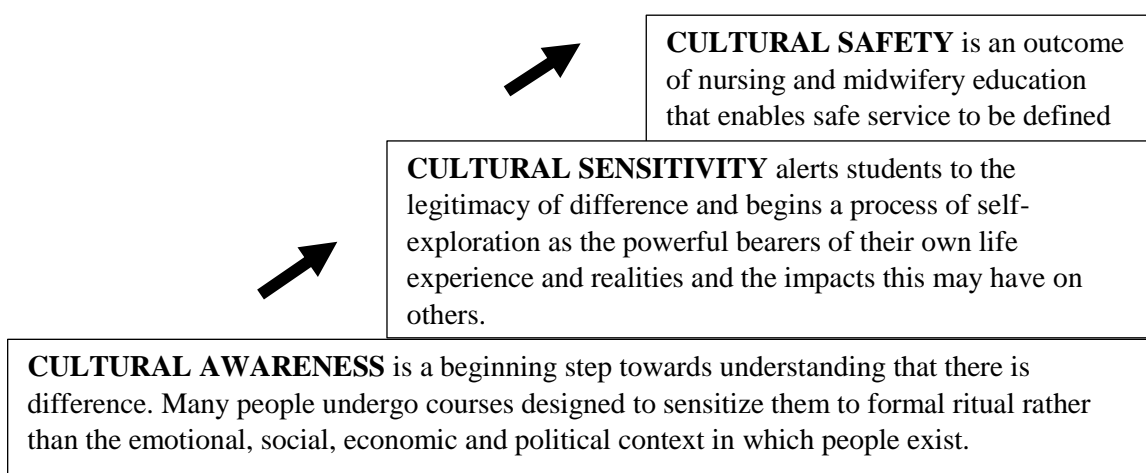 CULTURAL SAFETY is an outcome
of nursing and midwifery education
that enables safe service to be defined
CULTURAL SENSITIVITY alerts students to the
legitimacy of difference and begins a process of self-
exploration as the powerful bearers of their own life
experience and realities and the impacts this may have on
others.
CULTURAL AWARENESS is a beginning step towards understanding that there is
difference. Many people undergo courses designed to sensitize them to formal ritual rather
than the emotional, social, economic and political context in which people exist.